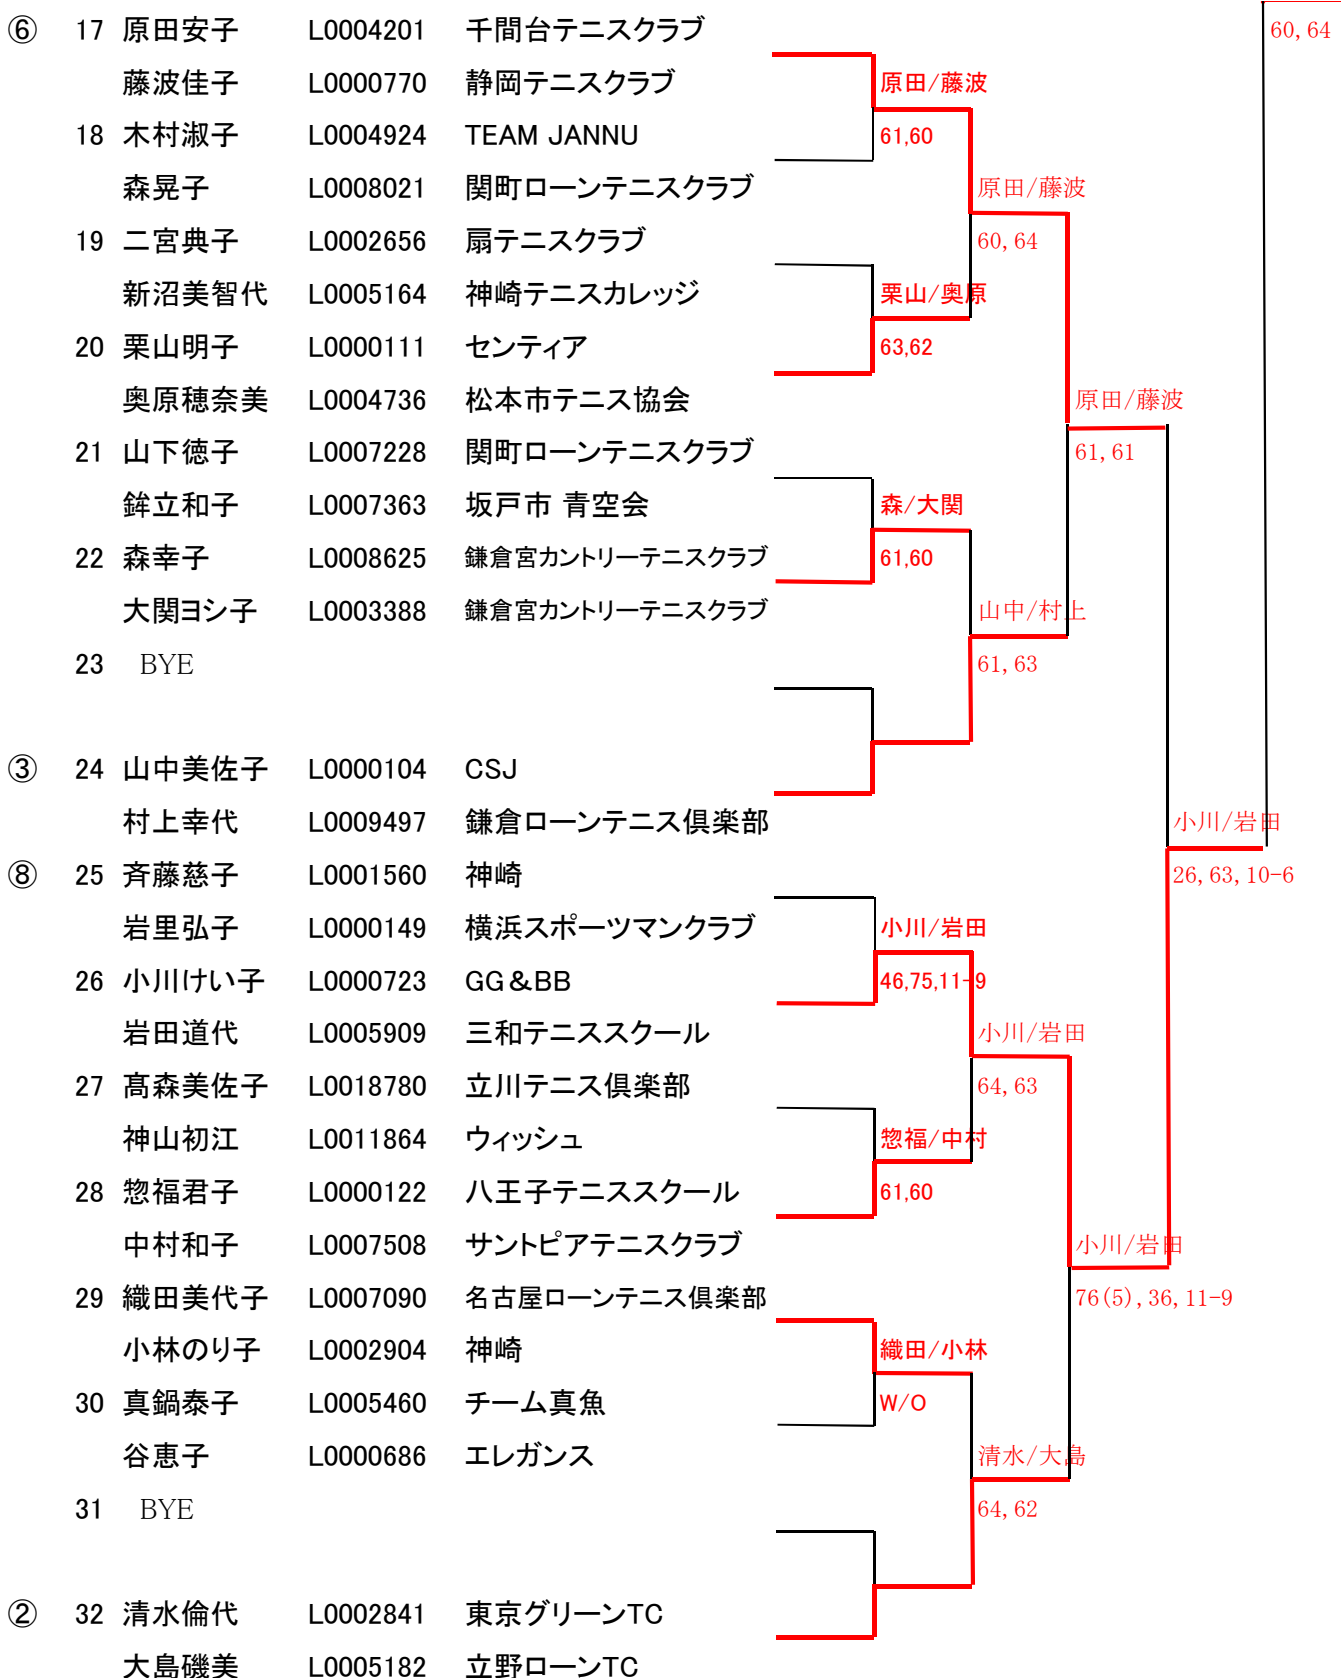 ⑥ 17 原田安子 L0004201 千間台テニスクラブ 60,64
藤波佳子 L0000770 静岡テニスクラブ 原田/藤波
18 木村淑子 L0004924 TEAM JANNU 61,60
森晃子 L0008021 関町ローンテニスクラブ 原田/藤波
19 二宮典子 L0002656 扇テニスクラブ 60,64
新沼美智代 L0005164 神崎テニスカレッジ 栗山/奥原
20 栗山明子 L0000111 センティア 63,62
奥原穂奈美 L0004736 松本市テニス協会 原田/藤波
21 山下徳子 L0007228 関町ローンテニスクラブ 61,61
鉾立和子 L0007363 坂戸市 青空会 森/大関
22 森幸子 L0008625 鎌倉宮カントリーテニスクラブ 61,60
大関ヨシ子 L0003388 鎌倉宮カントリーテニスクラブ 山中/村上
23 BYE 61,63
③ 24 山中美佐子 L0000104 CSJ
村上幸代 L0009497 鎌倉ローンテニス倶楽部 小川/岩田
⑧ 25 斉藤慈子 L0001560 神崎 26,63,10-6
岩里弘子 L0000149 横浜スポーツマンクラブ 小川/岩田
26 小川けい子 L0000723 GG&BB 46,75,11-9
岩田道代 L0005909 三和テニススクール 小川/岩田
27 髙森美佐子 L0018780 立川テニス倶楽部 64,63
神山初江 L0011864 ウィッシュ 惣福/中村
28 惣福君子 L0000122 八王子テニススクール 61,60
中村和子 L0007508 サントピアテニスクラブ 小川/岩田
29 織田美代子 L0007090 名古屋ローンテニス倶楽部 76(5),36,11-9
小林のり子 L0002904 神崎 織田/小林
30 真鍋泰子 L0005460 チーム真魚 W/O
谷恵子 L0000686 エレガンス 清水/大島
31 BYE 64,62
② 32 清水倫代 L0002841 東京グリーンTC
大島磯美 L0005182 立野ローンTC